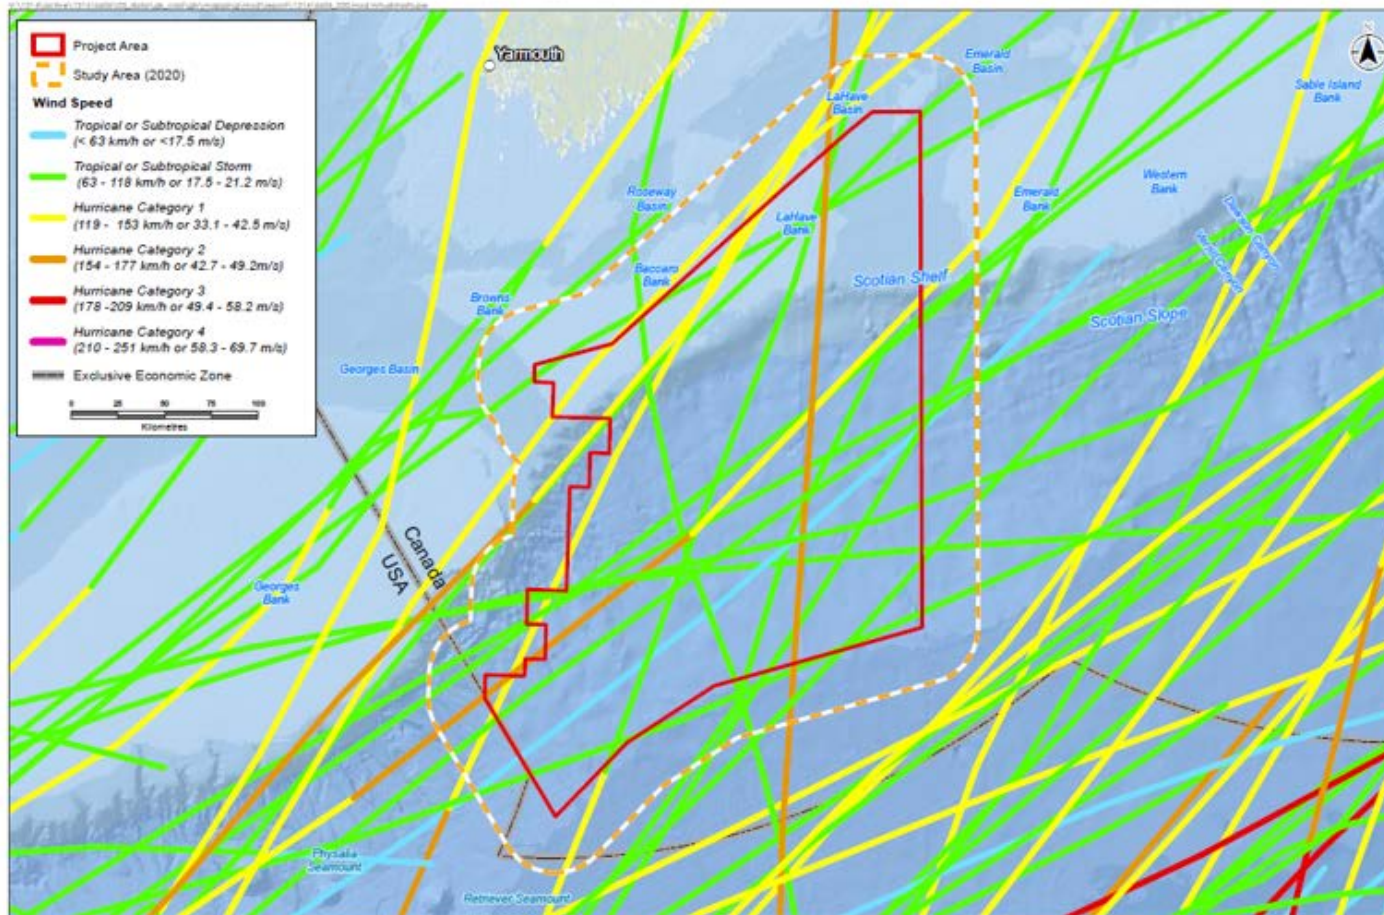 Project Area
Study Area (2020)
Wind Speed
Tropical or Subtropical Depression
(< 63 km/h or <17.5 m/s)
Tropical or Subtropical Storm
(63 - 118 km/h or 17.5 - 21.2 m/s)
Hurricane Category 1
(119 - 153 km/h or 33.1 - 42.5 m/s)
Hurricane Category 2
(154 - 177 km/h or 42.7 - 49.2m/s)
Hurricane Category 3
(178 -209 km/h or 49.4 - 58.2 m/s)
Hurricane Category 4
(210 - 251 km/h or 58.3 - 69.7 m/s)
Exclusive Economic Zone
0 25 50 75 100
Kilometres
Yarmouth
Emerald
Basin
LaHave
Basin
Sable Island
Bank
Roseway
Basin
Emerald
Bank
Western
Bank
LaHave
Bank
Baccaro
Bank
Scotian Shelf
Browns
Bank
Scotian Slope
Georges Basin
Canada
USA
Georges
Bank
Physalia
Seamount
Retriever Seamount